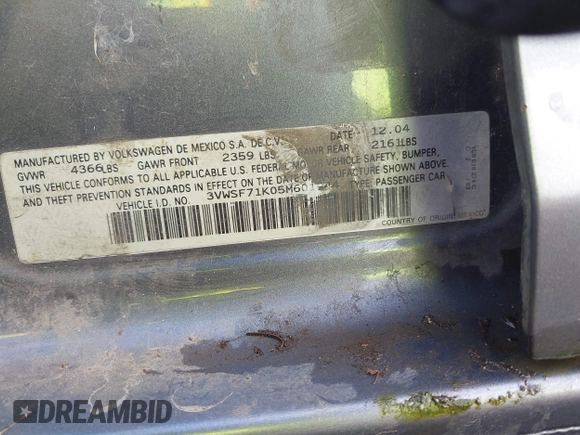 MANUFACTURED BY VOLKSWAGEN DE MEXICO S.A. DE C.V. DATE: 12.04
GVWR 4366LBS GAWR FRONT 2359 LBS GAWR REAR 2161LBS
THIS VEHICLE CONFORMS TO ALL APPLICABLE U.S. FEDERAL MOTOR VEHICLE SAFETY, BUMPER,
AND THEFT PREVENTION STANDARDS IN EFFECT ON THE DATE OF MANUFACTURE SHOWN ABOVE.
VEHICLE I.D. NO. TYPE: PASSENGER CAR
COUNTRY OF ORIGIN: MEXICO
DREAMBID